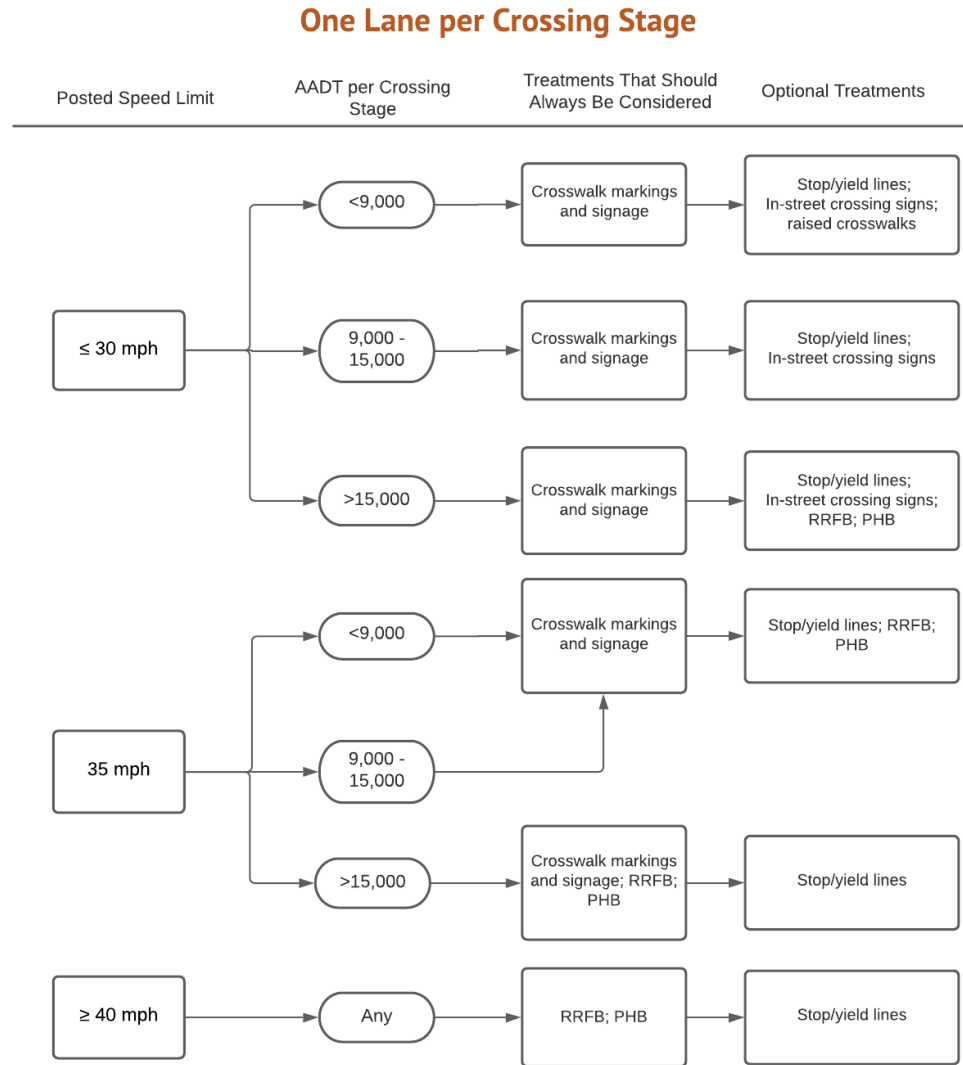 One Lane per Crossing Stage
Posted Speed Limit
AADT per Crossing
Stage
Treatments That Should
Always Be Considered
Optional Treatments
≤ 30 mph
<9,000
Crosswalk markings
and signage
Stop/yield lines;
In-street crossing signs;
raised crosswalks
9,000 -
15,000
Crosswalk markings
and signage
Stop/yield lines;
In-street crossing signs
>15,000
Crosswalk markings
and signage
Stop/yield lines;
In-street crossing signs;
RRFB; PHB
35 mph
<9,000
Crosswalk markings
and signage
Stop/yield lines; RRFB;
PHB
9,000 -
15,000
>15,000
Crosswalk markings
and signage; RRFB;
PHB
Stop/yield lines
≥ 40 mph
Any
RRFB; PHB
Stop/yield lines